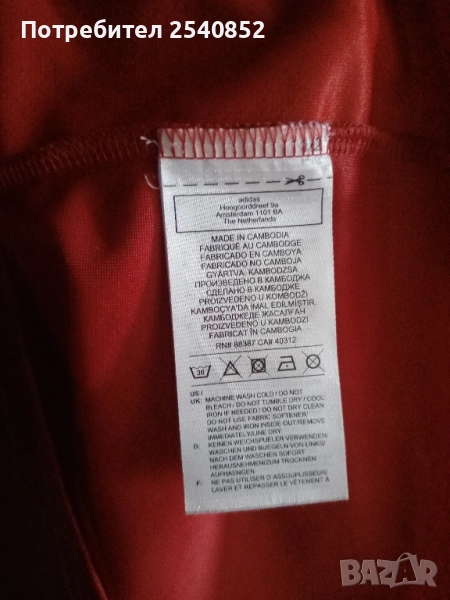 Потребител 2540852
adidas
Hoogoorddreef 9a
Amsterdam 1101 BA
The Netherlands
MADE IN CAMBODIA
FABRIQUÉ AU CAMBODGE
FABRICADO EN CAMBOYA
FABRICADO NO CAMBOJA
GYÁRTVA: KAMBODZSA
ПРОИЗВЕДЕНО В КАМБОДЖА
СДЕЛАНО В КАМБОДЖЕ
PROIZVEDENO U KOMBODŽI
KAMBOÇYA'DA IMAL EDİLMİŞTİR,
КАМБОДЖЕДЕ ЖАСАЛҒАН
PROIZVEDENO U KAMBODZI
FABRICAT ÎN CAMBOGIA
RN# 88387 CA# 40312
30
US /
UK: MACHINE WASH COLD / DO NOT
BLEACH / DO NOT TUMBLE DRY / COOL
IRON IF NEEDED / DO NOT DRY CLEAN
DO NOT USE FABRIC SOFTENER/
WASH AND IRON INSIDE OUT/REMOVE
IMMEDIATELY/LINE DRY
D: KEINEN WEICHSPUELER VERWENDEN/
WASCHEN UND BUEGELN VON LINKS/
NACH DEM WASCHEN SOFORT
HERAUSNEHMEN/ZUM TROCKNEN
AUFHAENGEN
F: NE PAS UTILISER D'ASSOUPLISSEUR/
LAVER ET REPASSER LE VÊTEMENT À
BAZAR